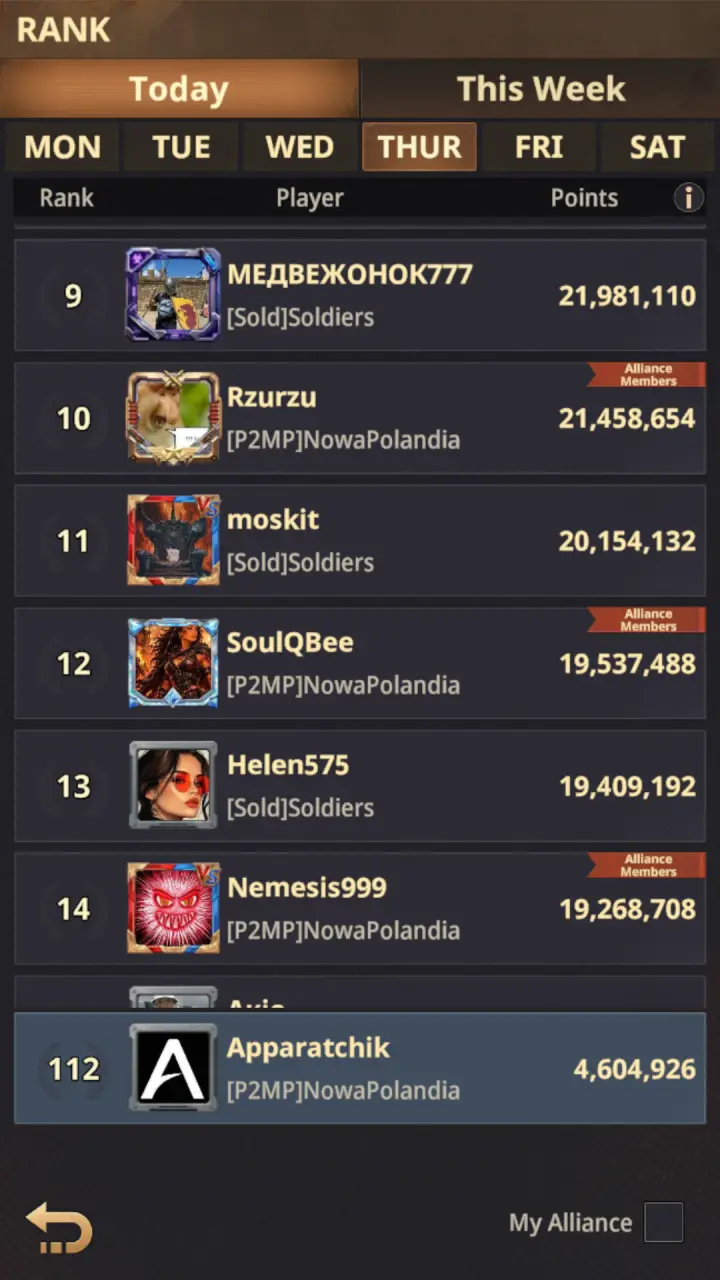 RANK
Today
This Week
MON
TUE
WED
THUR
FRI
SAT
Rank
Player
Points
9
МЕДВЕЖОНОК777
[Sold]Soldiers
21,981,110
Alliance
Members
10
Rzurzu
[P2MP]NowaPolandia
21,458,654
11
moskit
[Sold]Soldiers
20,154,132
Alliance
Members
12
SoulQBee
[P2MP]NowaPolandia
19,537,488
13
Helen575
[Sold]Soldiers
19,409,192
Alliance
Members
14
Nemesis999
[P2MP]NowaPolandia
19,268,708
112
Apparatchik
[P2MP]NowaPolandia
4,604,926
My Alliance